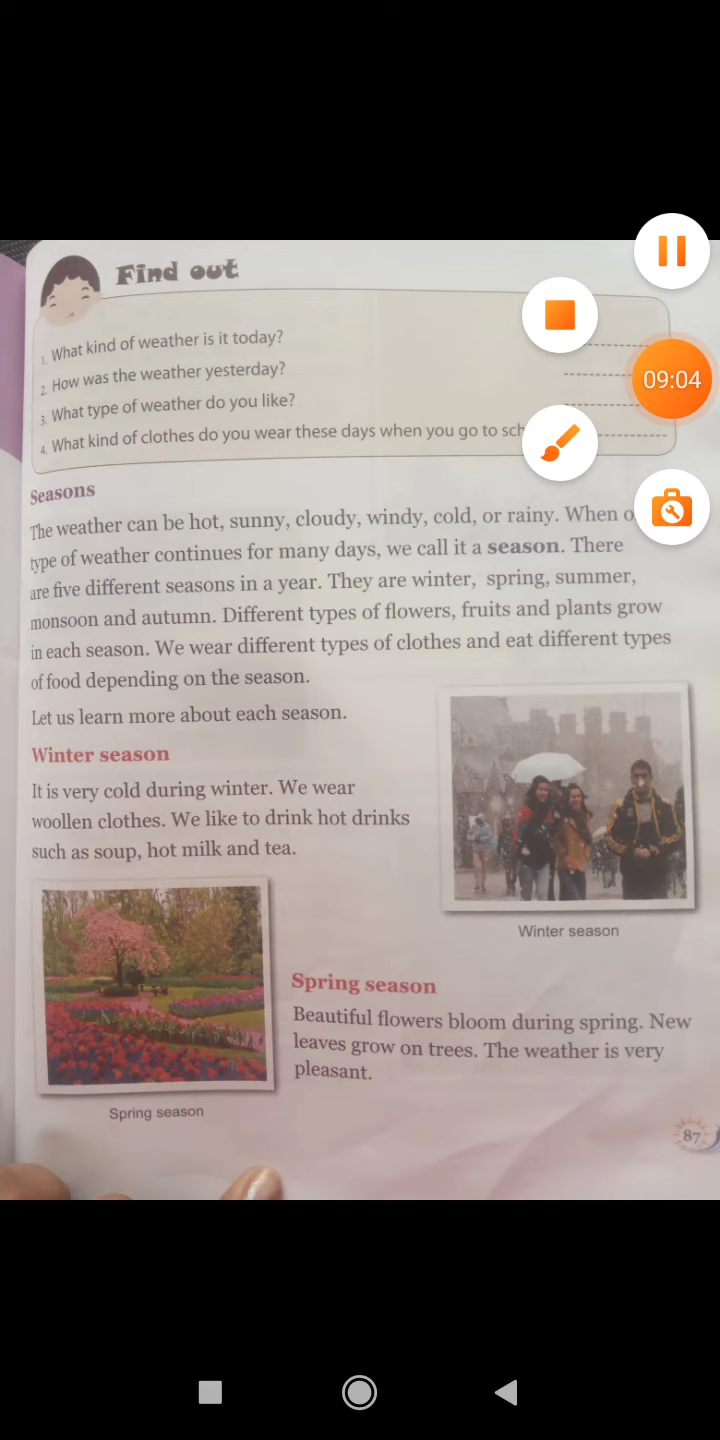 Find out
1. What kind of weather is it today?
2. How was the weather yesterday?
3. What type of weather do you like?
4. What kind of clothes do you wear these days when you go to
09:04
Seasons
The weather can be hot, sunny, cloudy, windy, cold, or rainy. When
type of weather continues for many days, we call it a season. There
are five different seasons in a year. They are winter, spring, summer,
monsoon and autumn. Different types of flowers, fruits and plants grow
in each season. We wear different types of clothes and eat different types
of food depending on the season.
Let us learn more about each season.
Winter season
It is very cold during winter. We wear
woollen clothes. We like to drink hot drinks
such as soup, hot milk and tea.
Winter season
Spring season
Beautiful flowers bloom during spring. New
leaves grow on trees. The weather is very
pleasant.
Spring season
87